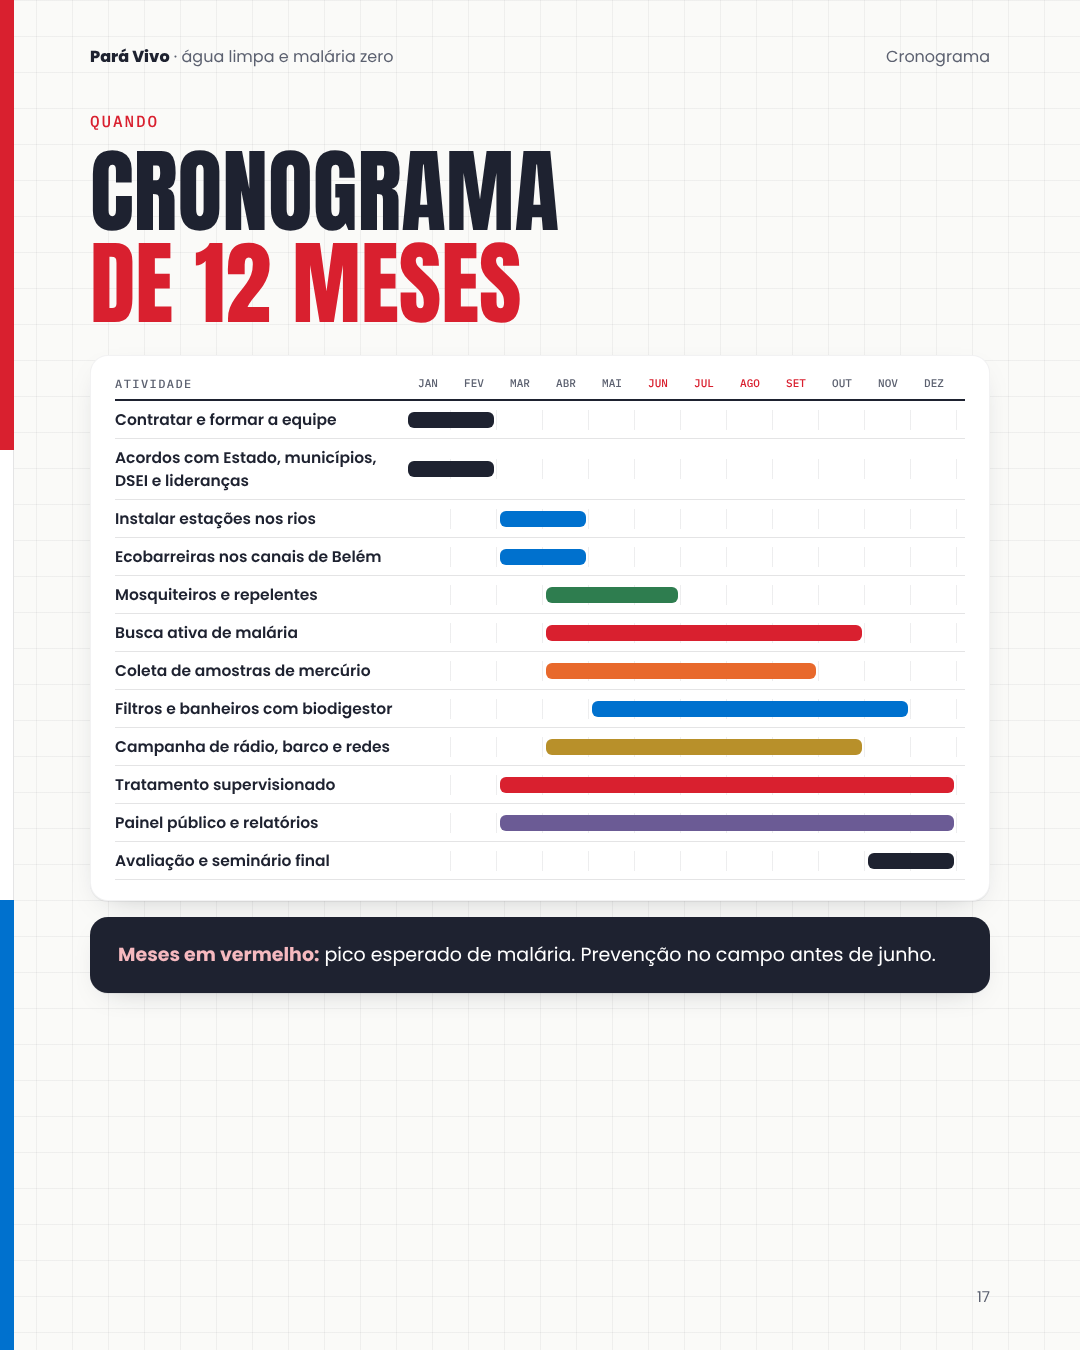 Pará Vivo · água limpa e malária zero
Cronograma
QUANDO
CRONOGRAMA
DE 12 MESES
ATIVIDADE JAN FEV MAR ABR MAI JUN JUL AGO SET OUT NOV DEZ
Contratar e formar a equipe
Acordos com Estado, municípios,
DSEI e lideranças
Instalar estações nos rios
Ecobarreiras nos canais de Belém
Mosquiteiros e repelentes
Busca ativa de malária
Coleta de amostras de mercúrio
Filtros e banheiros com biodigestor
Campanha de rádio, barco e redes
Tratamento supervisionado
Painel público e relatórios
Avaliação e seminário final
Meses em vermelho: pico esperado de malária. Prevenção no campo antes de junho.
17